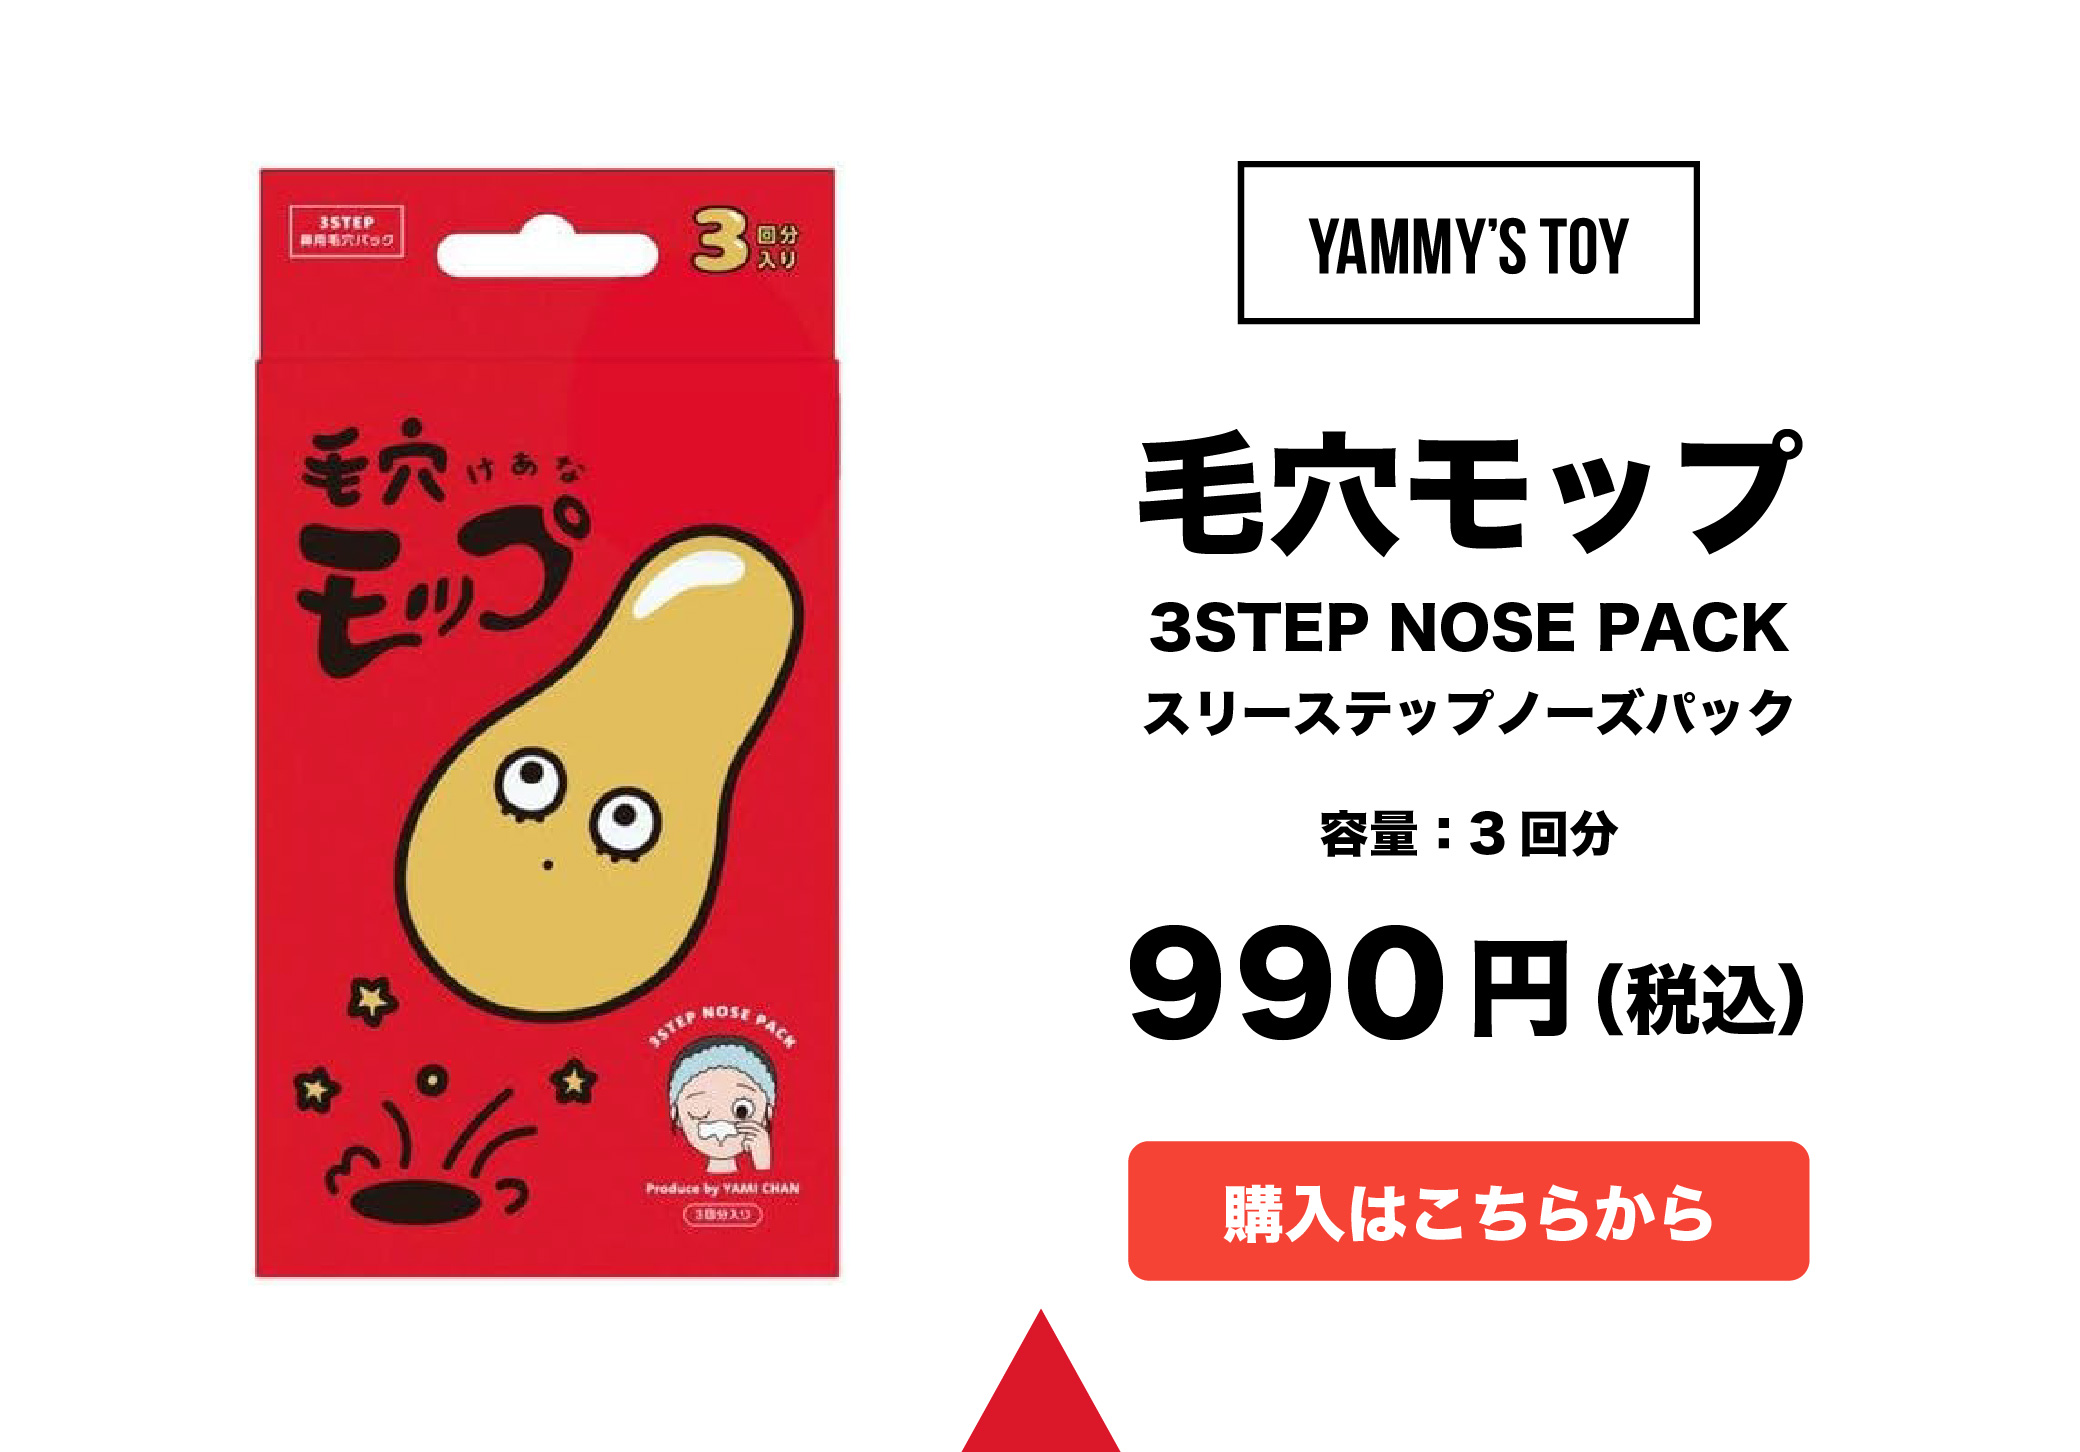 3STEP
鼻用毛穴パック
3回分
入り
毛穴けあな
モップ
3STEP NOSE PACK
Produce by YAMI CHAN
3回分入り
YAMMY'S TOY
毛穴モップ
3STEP NOSE PACK
スリーステップノーズパック
容量：3回分
990円(税込)
購入はこちらから